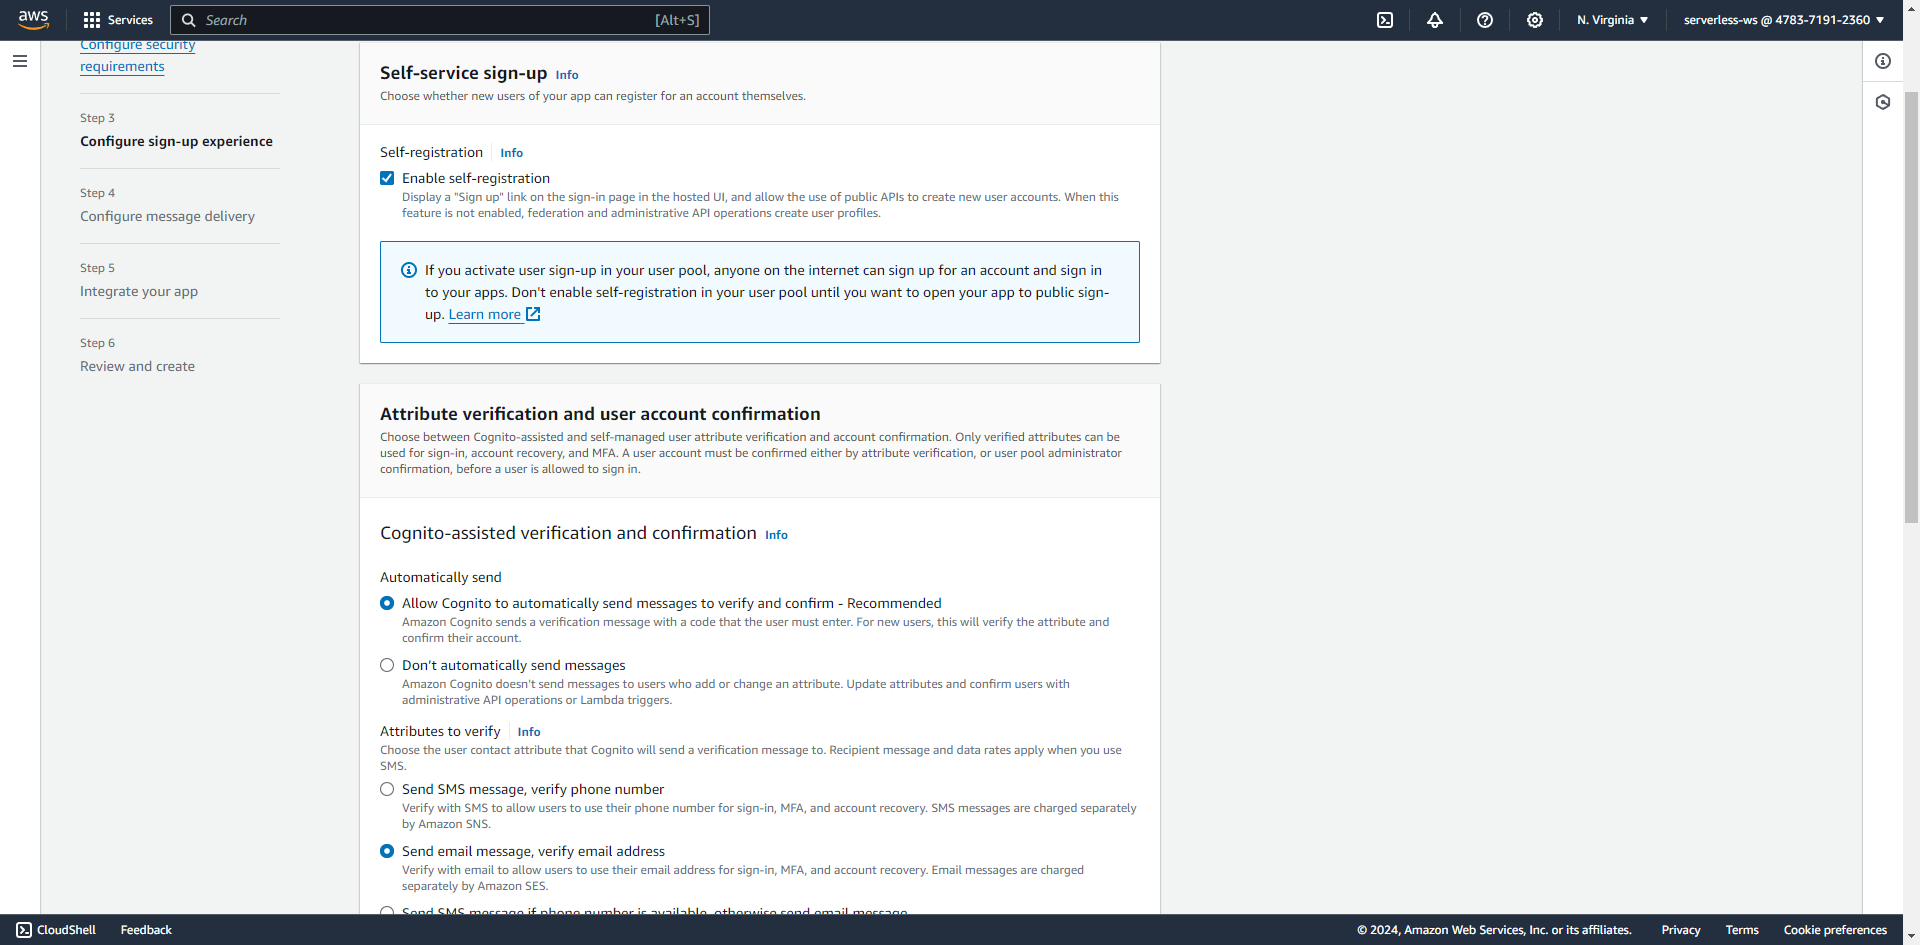 aws
Services
Search
[Alt+S]
N. Virginia
serverless-ws @ 4783-7191-2360
Configure security
requirements
Step 3
Configure sign-up experience
Step 4
Configure message delivery
Step 5
Integrate your app
Step 6
Review and create
Self-service sign-up Info
Choose whether new users of your app can register for an account themselves.
Self-registration Info
Enable self-registration
Display a "Sign up" link on the sign-in page in the hosted UI, and allow the use of public APIs to create new user accounts. When this
feature is not enabled, federation and administrative API operations create user profiles.
If you activate user sign-up in your user pool, anyone on the internet can sign up for an account and sign in
to your apps. Don't enable self-registration in your user pool until you want to open your app to public sign-
up. Learn more
Attribute verification and user account confirmation
Choose between Cognito-assisted and self-managed user attribute verification and account confirmation. Only verified attributes can be
used for sign-in, account recovery, and MFA. A user account must be confirmed either by attribute verification, or user pool administrator
confirmation, before a user is allowed to sign in.
Cognito-assisted verification and confirmation Info
Automatically send
Allow Cognito to automatically send messages to verify and confirm - Recommended
Amazon Cognito sends a verification message with a code that the user must enter. For new users, this will verify the attribute and
confirm their account.
Don't automatically send messages
Amazon Cognito doesn't send messages to users who add or change an attribute. Update attributes and confirm users with
administrative API operations or Lambda triggers.
Attributes to verify Info
Choose the user contact attribute that Cognito will send a verification message to. Recipient message and data rates apply when you use
SMS.
Send SMS message, verify phone number
Verify with SMS to allow users to use their phone number for sign-in, MFA, and account recovery. SMS messages are charged separately
by Amazon SNS.
Send email message, verify email address
Verify with email to allow users to use their email address for sign-in, MFA, and account recovery. Email messages are charged
separately by Amazon SES.
Send SMS message if phone number is available, otherwise send email message
CloudShell
Feedback
© 2024, Amazon Web Services, Inc. or its affiliates.
Privacy
Terms
Cookie preferences